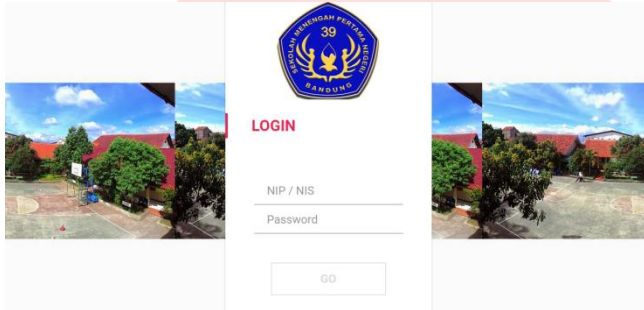 SEKOLAH MENENGAH PERTAMA NEGERI
39
BANDUNG
LOGIN
NIP / NIS
Password
GO